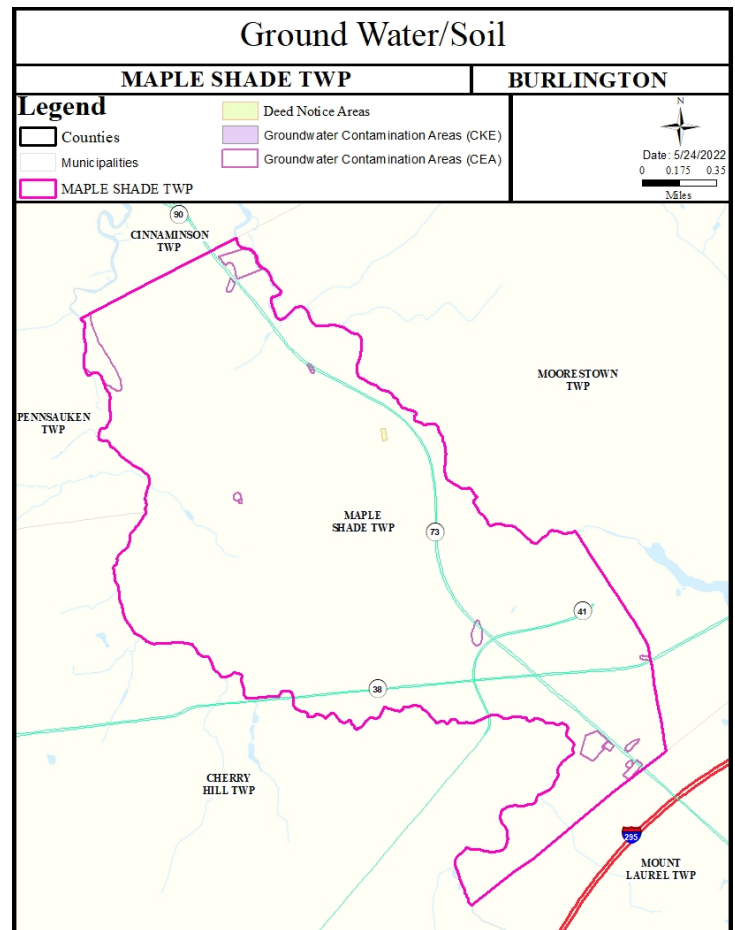 Ground Water/Soil
MAPLE SHADE TWP
BURLINGTON
Legend
Counties
Municipalities
MAPLE SHADE TWP
Deed Notice Areas
Groundwater Contamination Areas (CKE)
Groundwater Contamination Areas (CEA)
N
Date: 5/24/2022
0 0.175 0.35
Miles
90
CINNAMINSON
TWP
MOORESTOWN
TWP
PENNSAUKEN
TWP
MAPLE
SHADE TWP
73
41
38
CHERRY
HILL TWP
295
MOUNT
LAUREL TWP